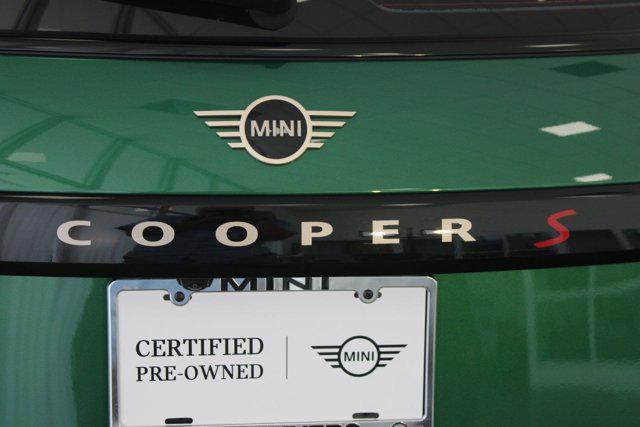 MINI
COOPER S
MINI
CERTIFIED
PRE-OWNED
MINI